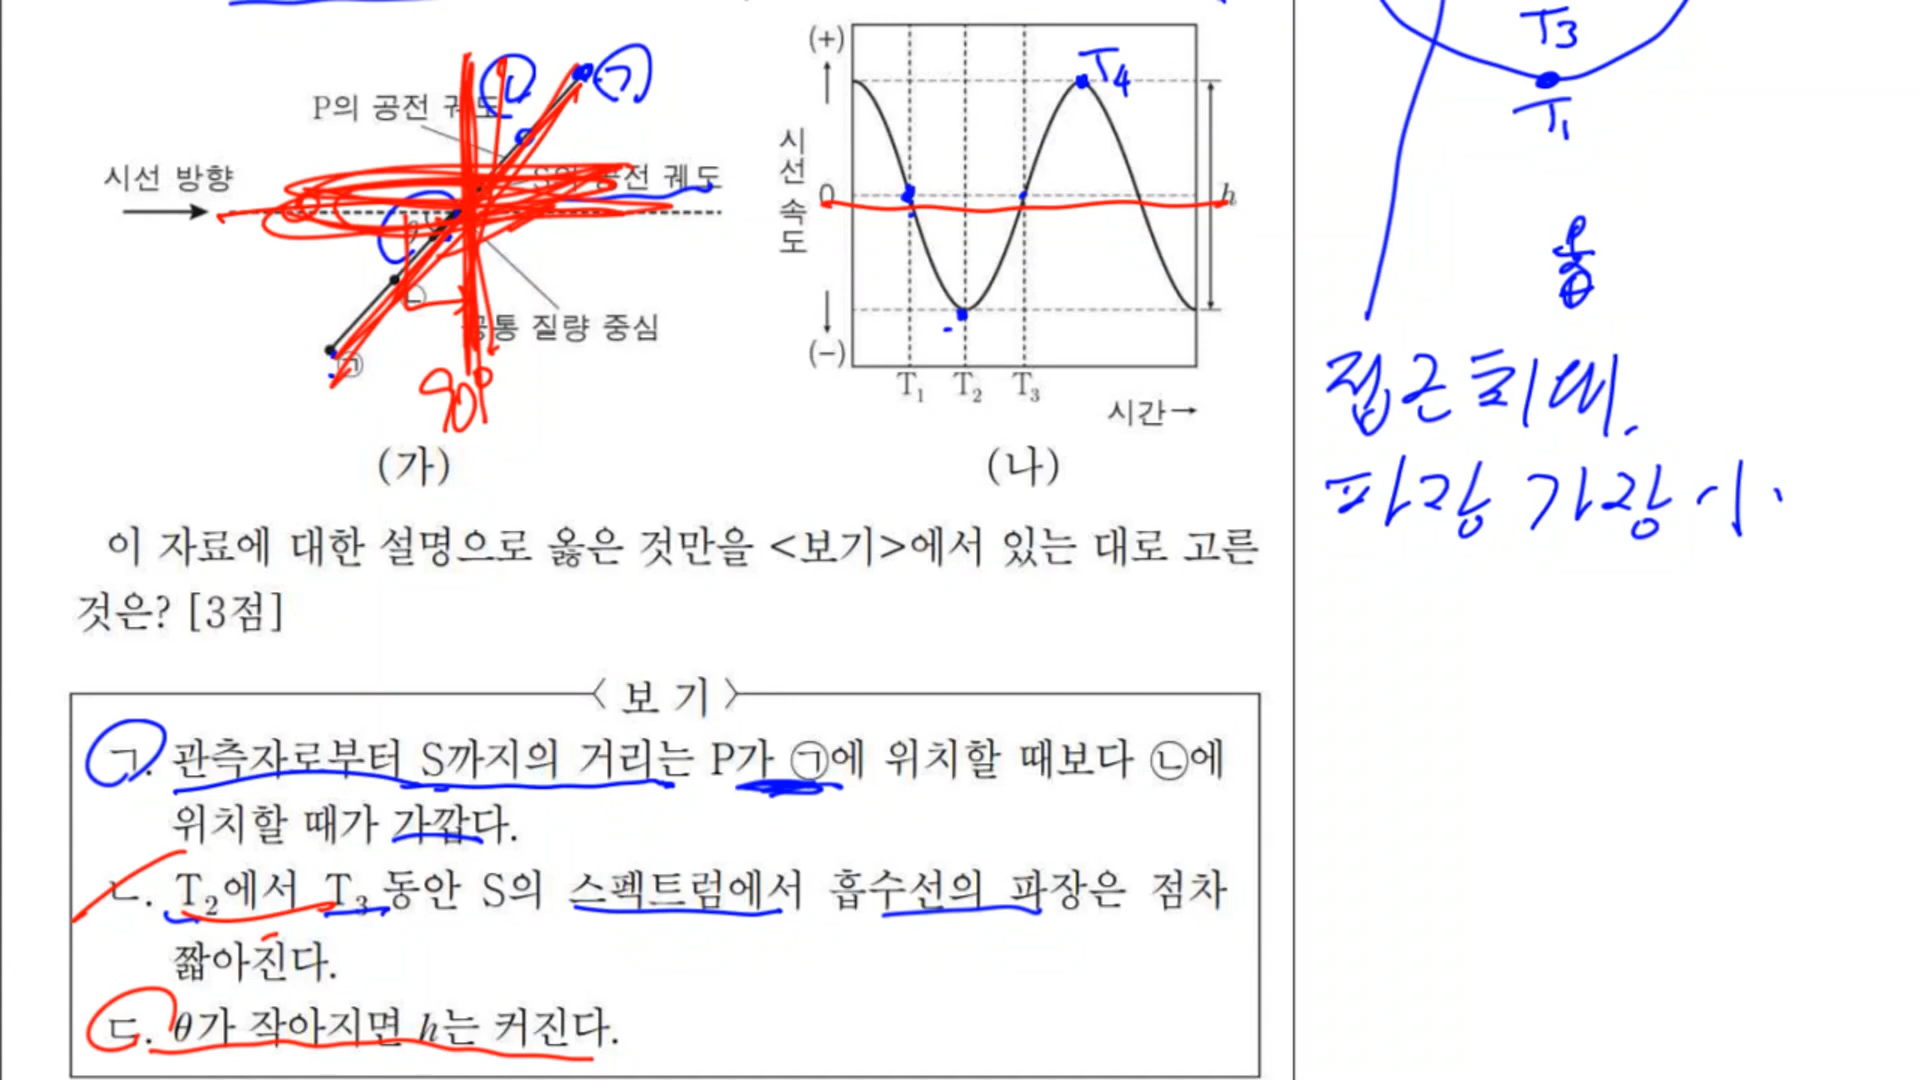 T3
(+)
T4
ㄴ
ㄱ
P의 공전 궤도
T1
시선 방향
S의 공전 궤도
시선 속도
0
h
θ
㉡
공통 질량 중심
㉠
(−)
90°
T₁ T₂ T₃
시간→
접근 최대.
(가)
(나)
파장 가장 小
이 자료에 대한 설명으로 옳은 것만을 <보기>에서 있는 대로 고른
것은? [3점]
〈보 기〉
ㄱ. 관측자로부터 S까지의 거리는 P가 ㉠에 위치할 때보다 ㉡에
위치할 때가 가깝다.
ㄴ. T₂에서 T₃ 동안 S의 스펙트럼에서 흡수선의 파장은 점차
짧아진다.
ㄷ. θ가 작아지면 h는 커진다.